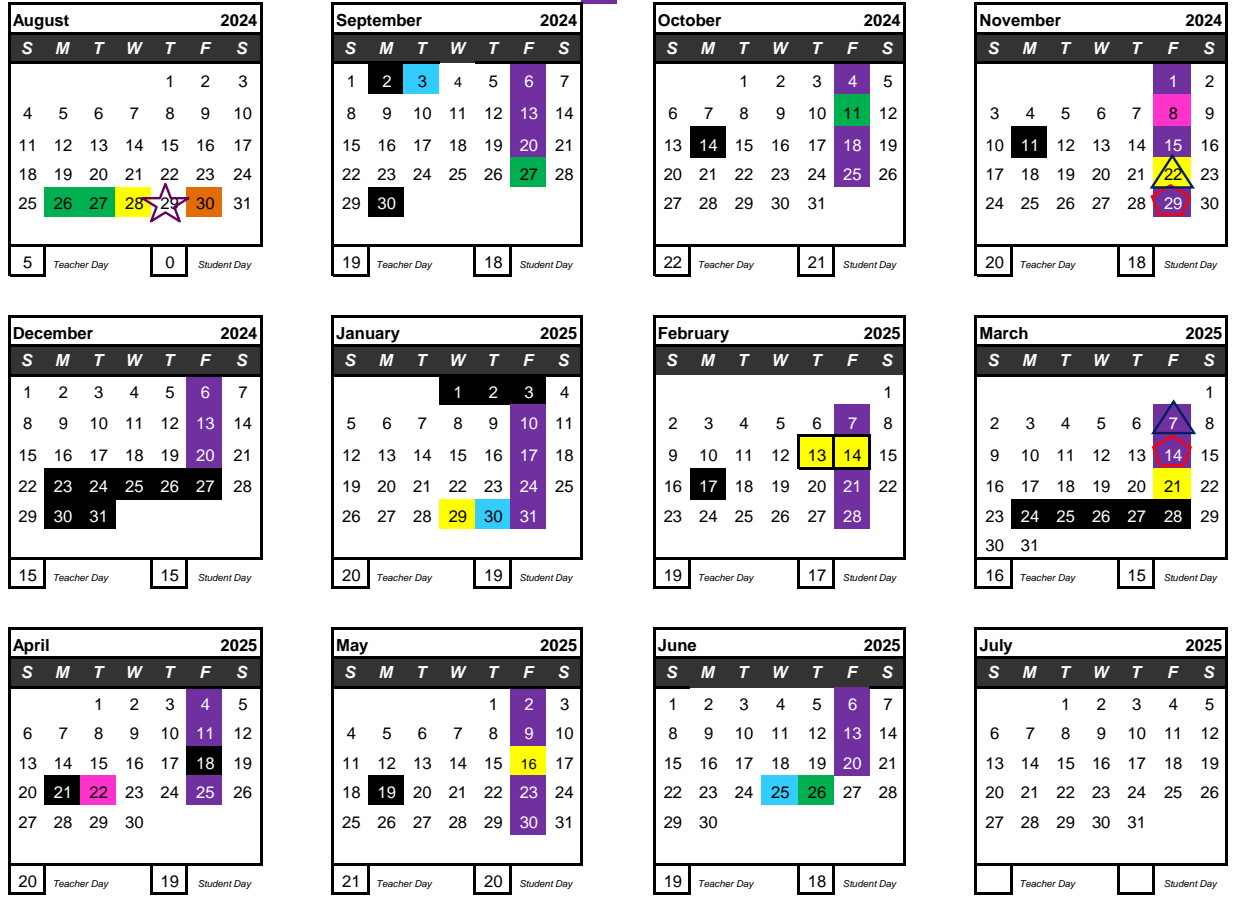 August 2024
S M T W T F S
1 2 3
4 5 6 7 8 9 10
11 12 13 14 15 16 17
18 19 20 21 22 23 24
25 26 27 28 29 30 31
5 Teacher Day 0 Student Day
September 2024
S M T W T F S
1 2 3 4 5 6 7
8 9 10 11 12 13 14
15 16 17 18 19 20 21
22 23 24 25 26 27 28
29 30
19 Teacher Day 18 Student Day
October 2024
S M T W T F S
1 2 3 4 5
6 7 8 9 10 11 12
13 14 15 16 17 18 19
20 21 22 23 24 25 26
27 28 29 30 31
22 Teacher Day 21 Student Day
November 2024
S M T W T F S
1 2
3 4 5 6 7 8 9
10 11 12 13 14 15 16
17 18 19 20 21 22 23
24 25 26 27 28 29 30
20 Teacher Day 18 Student Day
December 2024
S M T W T F S
1 2 3 4 5 6 7
8 9 10 11 12 13 14
15 16 17 18 19 20 21
22 23 24 25 26 27 28
29 30 31
15 Teacher Day 15 Student Day
January 2025
S M T W T F S
1 2 3 4
5 6 7 8 9 10 11
12 13 14 15 16 17 18
19 20 21 22 23 24 25
26 27 28 29 30 31
20 Teacher Day 19 Student Day
February 2025
S M T W T F S
1
2 3 4 5 6 7 8
9 10 11 12 13 14 15
16 17 18 19 20 21 22
23 24 25 26 27 28
19 Teacher Day 17 Student Day
March 2025
S M T W T F S
1
2 3 4 5 6 7 8
9 10 11 12 13 14 15
16 17 18 19 20 21 22
23 24 25 26 27 28 29
30 31
16 Teacher Day 15 Student Day
April 2025
S M T W T F S
1 2 3 4 5
6 7 8 9 10 11 12
13 14 15 16 17 18 19
20 21 22 23 24 25 26
27 28 29 30
20 Teacher Day 19 Student Day
May 2025
S M T W T F S
1 2 3
4 5 6 7 8 9 10
11 12 13 14 15 16 17
18 19 20 21 22 23 24
25 26 27 28 29 30 31
21 Teacher Day 20 Student Day
June 2025
S M T W T F S
1 2 3 4 5 6 7
8 9 10 11 12 13 14
15 16 17 18 19 20 21
22 23 24 25 26 27 28
29 30
19 Teacher Day 18 Student Day
July 2025
S M T W T F S
1 2 3 4 5
6 7 8 9 10 11 12
13 14 15 16 17 18 19
20 21 22 23 24 25 26
27 28 29 30 31
Teacher Day Student Day